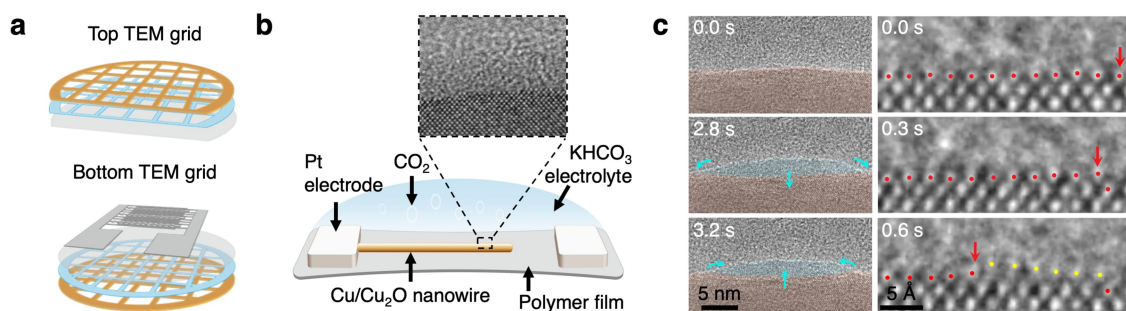 a
Top TEM grid
Bottom TEM grid
b
Pt
electrode
CO₂
KHCO₃
electrolyte
Cu/Cu₂O nanowire
Polymer film
c
0.0 s
0.0 s
2.8 s
0.3 s
3.2 s
0.6 s
5 nm
5 Å